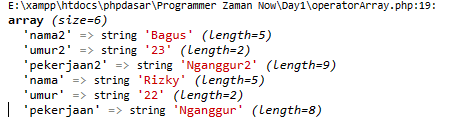 E:\xampp\htdocs\phpdasar\Programmer Zaman Now\Day1\operatorArray.php:19:
array (size=6)
'nama2' => string 'Bagus' (length=5)
'umur2' => string '23' (length=2)
'pekerjaan2' => string 'Nganggur2' (length=9)
'nama' => string 'Rizky' (length=5)
'umur' => string '22' (length=2)
'pekerjaan' => string 'Nganggur' (length=8)